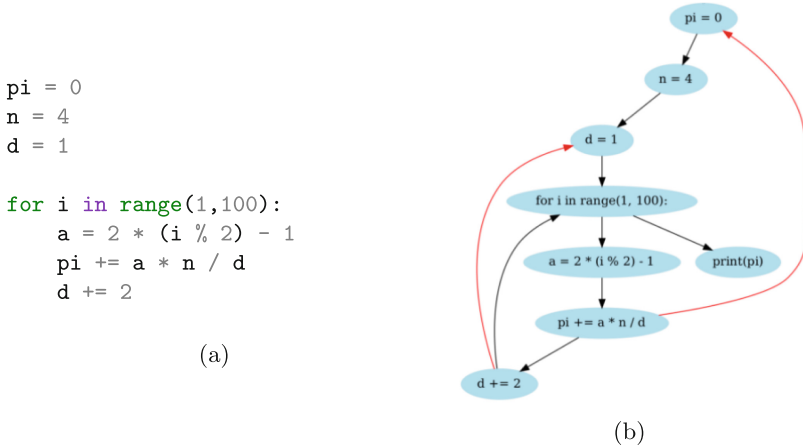 pi = 0
n = 4
d = 1
for i in range(1,100):
    a = 2 * (i % 2) - 1
    pi += a * n / d
    d += 2
(a)
pi = 0
n = 4
d = 1
for i in range(1, 100):
a = 2 * (i % 2) - 1
print(pi)
pi += a * n / d
d += 2
(b)